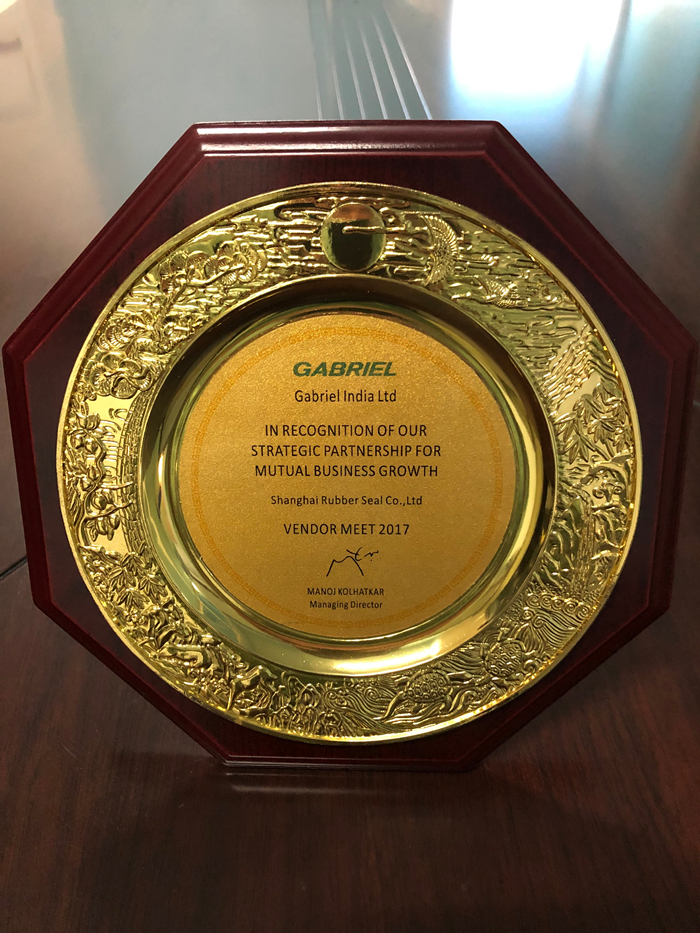 GABRIEL
Gabriel India Ltd
IN RECOGNITION OF OUR
STRATEGIC PARTNERSHIP FOR
MUTUAL BUSINESS GROWTH
Shanghai Rubber Seal Co.,Ltd
VENDOR MEET 2017
MANOJ KOLHATKAR
Managing Director